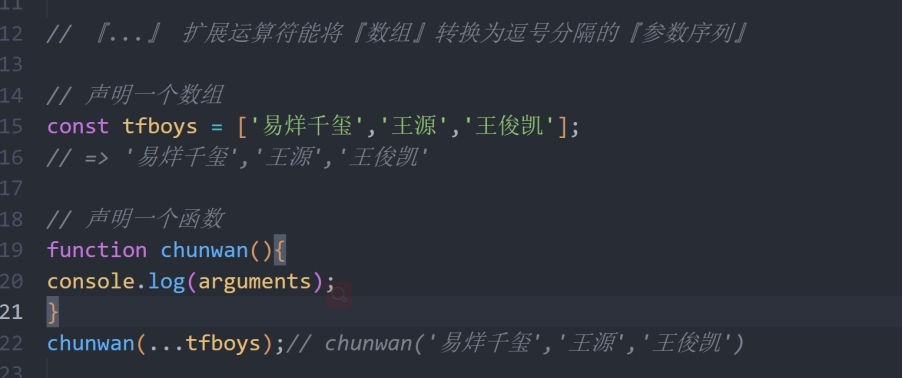 11
12 // 『...』 扩展运算符能将『数组』转换为逗号分隔的『参数序列』
13
14 // 声明一个数组
15 const tfboys = ['易烊千玺','王源','王俊凯'];
16 // => '易烊千玺','王源','王俊凯'
17
18 // 声明一个函数
19 function chunwan(){
20 console.log(arguments);
21 }
22 chunwan(...tfboys);// chunwan('易烊千玺','王源','王俊凯')
23